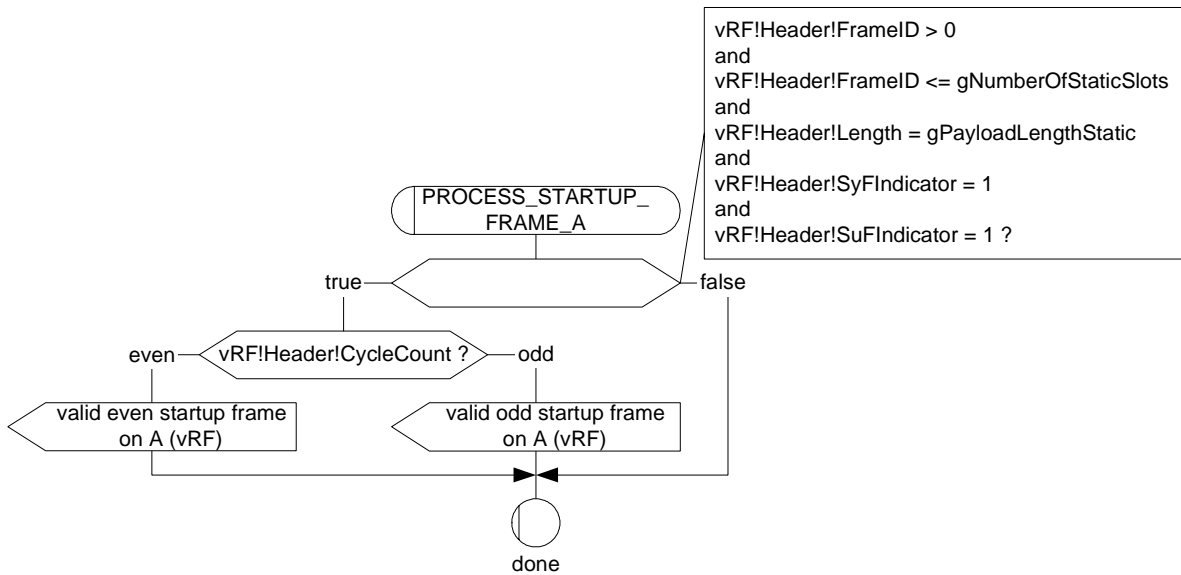 vRF!Header!FrameID > 0
and
vRF!Header!FrameID <= gNumberOfStaticSlots
and
vRF!Header!Length = gPayloadLengthStatic
and
vRF!Header!SyFIndicator = 1
and
vRF!Header!SuFIndicator = 1 ?
PROCESS_STARTUP_
FRAME_A
true
false
even
vRF!Header!CycleCount ?
odd
valid even startup frame
on A (vRF)
valid odd startup frame
on A (vRF)
done